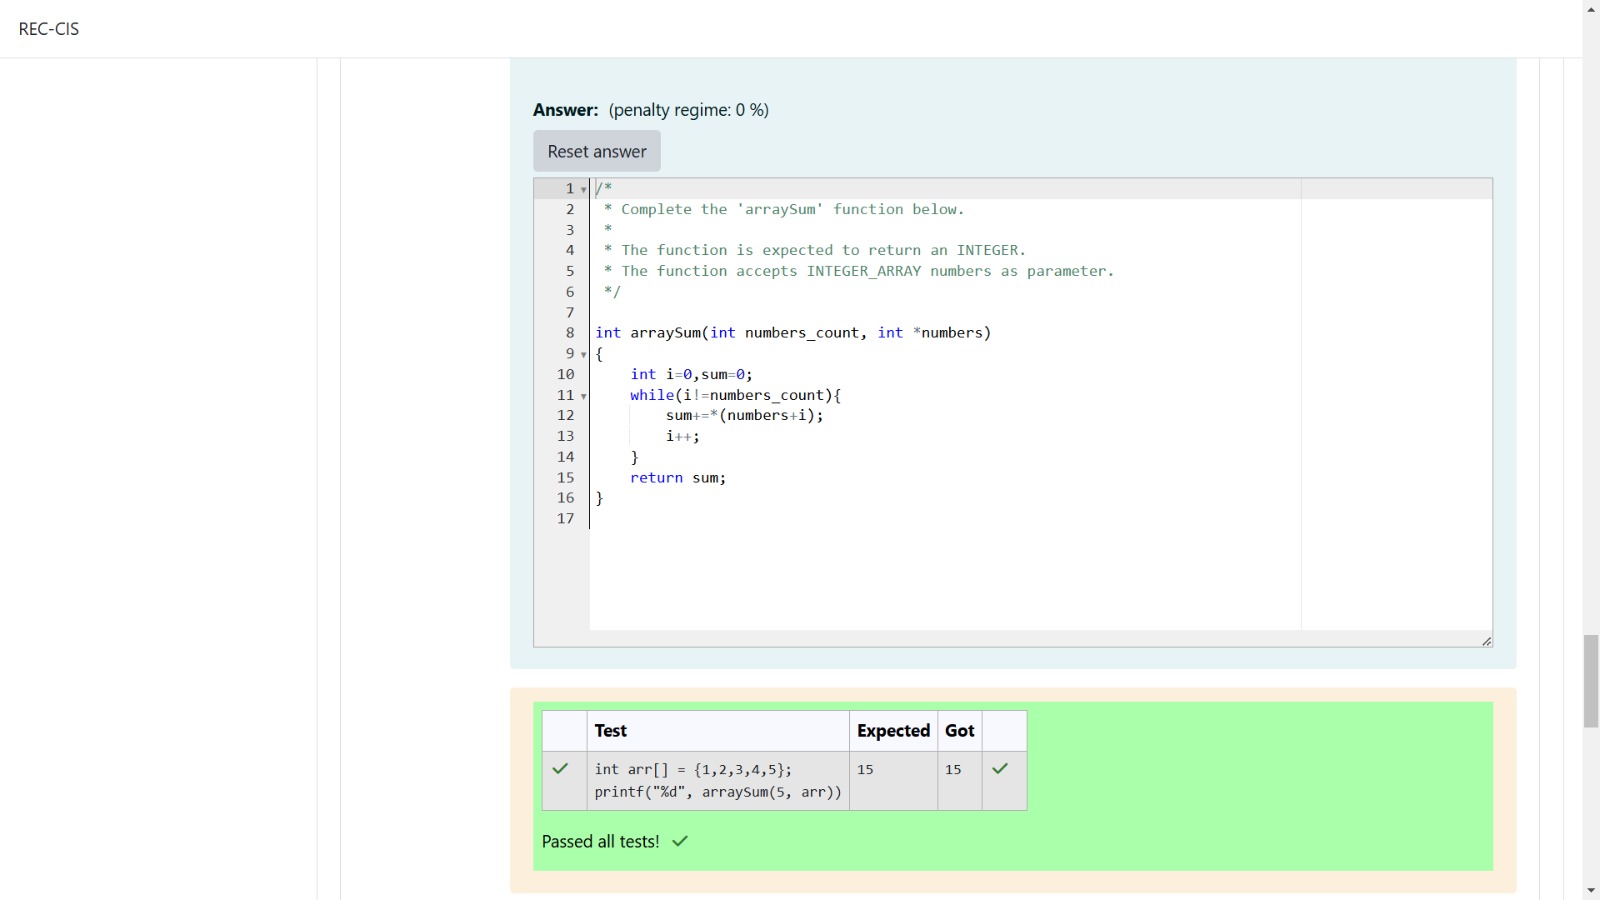 REC-CIS
Answer: (penalty regime: 0 %)
Reset answer
1 /*
2  * Complete the 'arraySum' function below.
3  *
4  * The function is expected to return an INTEGER.
5  * The function accepts INTEGER_ARRAY numbers as parameter.
6  */
7
8 int arraySum(int numbers_count, int *numbers)
9 {
10     int i=0,sum=0;
11     while(i!=numbers_count){
12         sum+=*(numbers+i);
13         i++;
14     }
15     return sum;
16 }
17
Test Expected Got
int arr[] = {1,2,3,4,5}; 15 15
printf("%d", arraySum(5, arr))
Passed all tests!